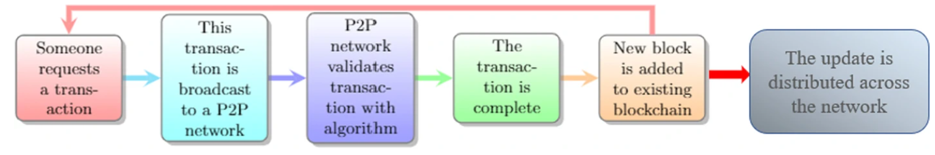 Someone
requests
a trans-
action
This
transac-
tion is
broadcast
to a P2P
network
P2P
network
validates
transac-
tion with
algorithm
The
transac-
tion is
complete
New block
is added
to existing
blockchain
The update is
distributed across
the network